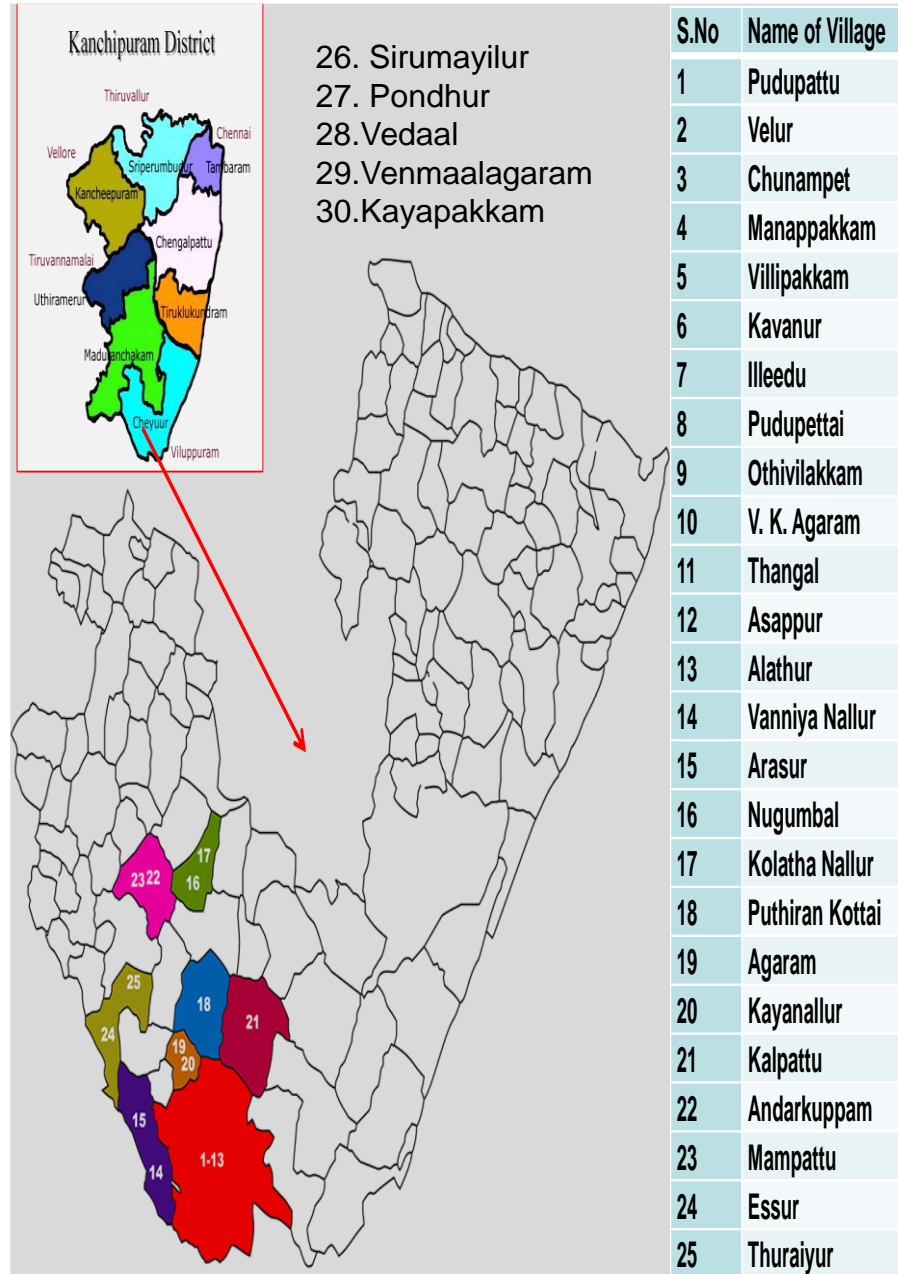 Kanchipuram District
Thiruvallur
Chennai
Vellore
Sriperumbudur
Tambaram
Kancheepuram
Chengalpattu
Tiruvannamalai
Uthiramerur
Tiruklukundram
Maduranchakam
Cheyuur
Viluppuram
26. Sirumayilur
27. Pondhur
28.Vedaal
29.Venmaalagaram
30.Kayapakkam
17
23 22
16
25
18
21
24
19
20
15
1-13
14
S.No Name of Village
1 Pudupattu
2 Velur
3 Chunampet
4 Manappakkam
5 Villipakkam
6 Kavanur
7 Illeedu
8 Pudupettai
9 Othivilakkam
10 V. K. Agaram
11 Thangal
12 Asappur
13 Alathur
14 Vanniya Nallur
15 Arasur
16 Nugumbal
17 Kolatha Nallur
18 Puthiran Kottai
19 Agaram
20 Kayanallur
21 Kalpattu
22 Andarkuppam
23 Mampattu
24 Essur
25 Thuraiyur